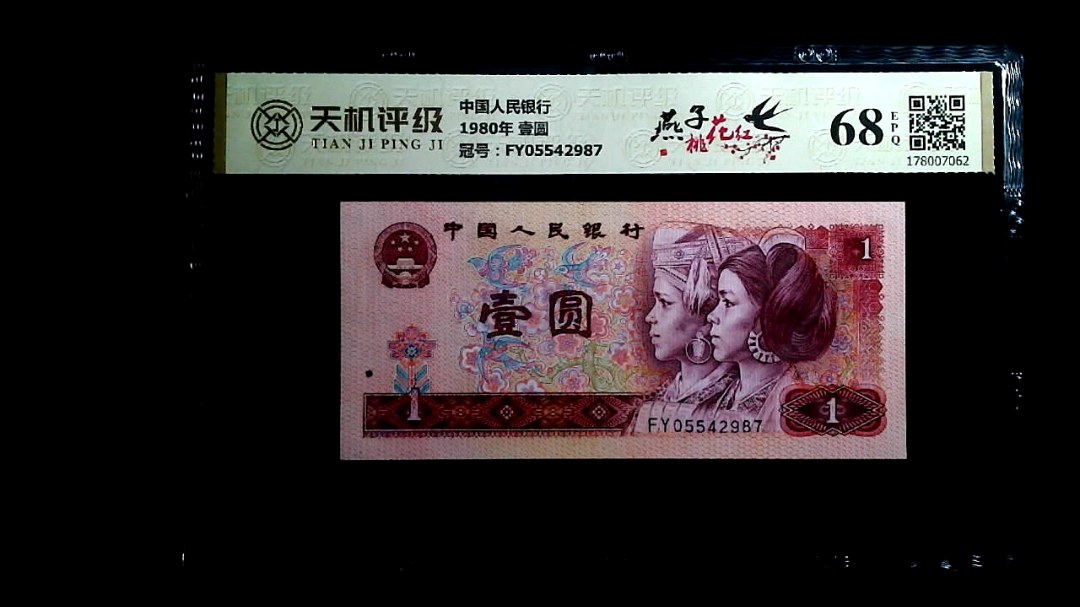 天机评级
TIAN JI PING JI
中国人民银行
1980年 壹圆
冠号：FY05542987
燕子
桃花红
68
EPQ
178007062
中国人民银行
1
壹圆
1
1
FY05542987